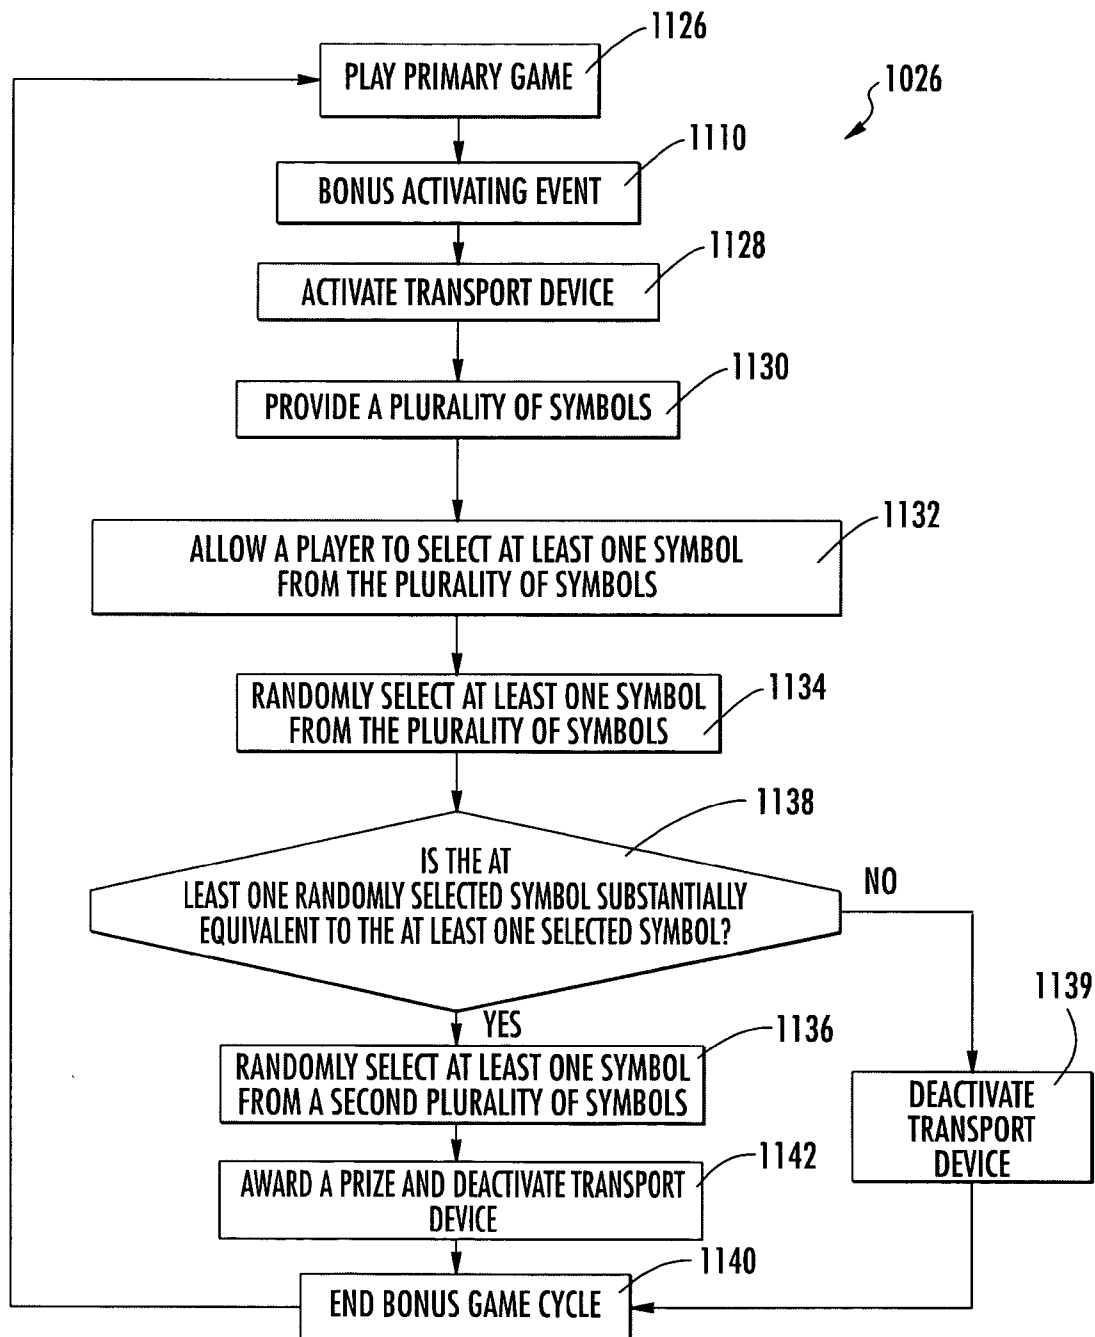 1126
PLAY PRIMARY GAME
1026
1110
BONUS ACTIVATING EVENT
1128
ACTIVATE TRANSPORT DEVICE
1130
PROVIDE A PLURALITY OF SYMBOLS
1132
ALLOW A PLAYER TO SELECT AT LEAST ONE SYMBOL
FROM THE PLURALITY OF SYMBOLS
1134
RANDOMLY SELECT AT LEAST ONE SYMBOL
FROM THE PLURALITY OF SYMBOLS
1138
IS THE AT
LEAST ONE RANDOMLY SELECTED SYMBOL SUBSTANTIALLY
EQUIVALENT TO THE AT LEAST ONE SELECTED SYMBOL?
NO
YES
1139
DEACTIVATE
TRANSPORT
DEVICE
1136
RANDOMLY SELECT AT LEAST ONE SYMBOL
FROM A SECOND PLURALITY OF SYMBOLS
1142
AWARD A PRIZE AND DEACTIVATE TRANSPORT
DEVICE
1140
END BONUS GAME CYCLE